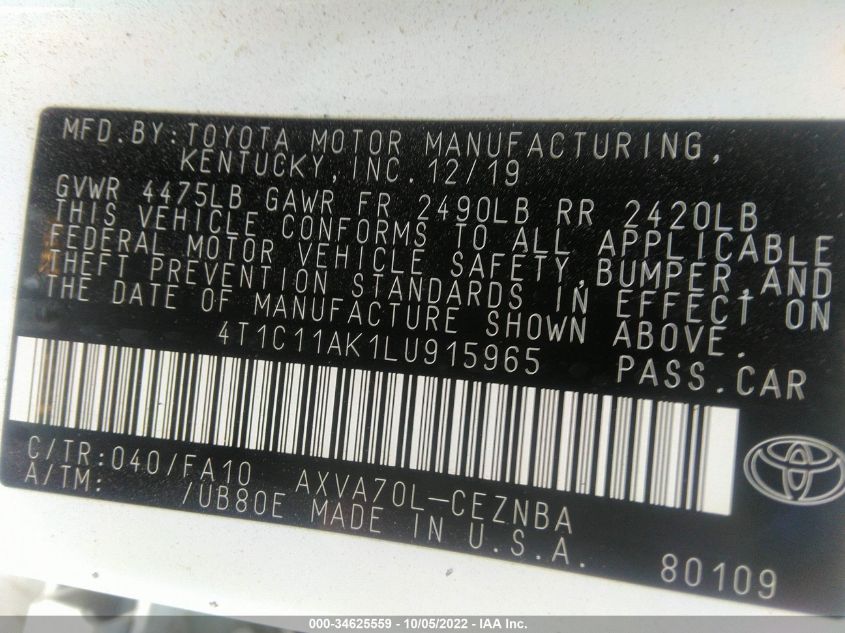 MFD.BY:TOYOTA MOTOR MANUFACTURING,
KENTUCKY,INC. 12/19
GVWR 4475LB GAWR FR 2490LB RR 2420LB
THIS VEHICLE CONFORMS TO ALL APPLICABLE
FEDERAL MOTOR VEHICLE SAFETY,BUMPER,AND
THEFT PREVENTION STANDARDS IN EFFECT ON
THE DATE OF MANUFACTURE SHOWN ABOVE.
4T1C11AK1LU915965 PASS.CAR
C/TR:040/FA10 AXVA70L-CEZNBA
A/TM: /UB80E MADE IN U.S.A.
80109
000-34625559 - 10/05/2022 - IAA Inc.